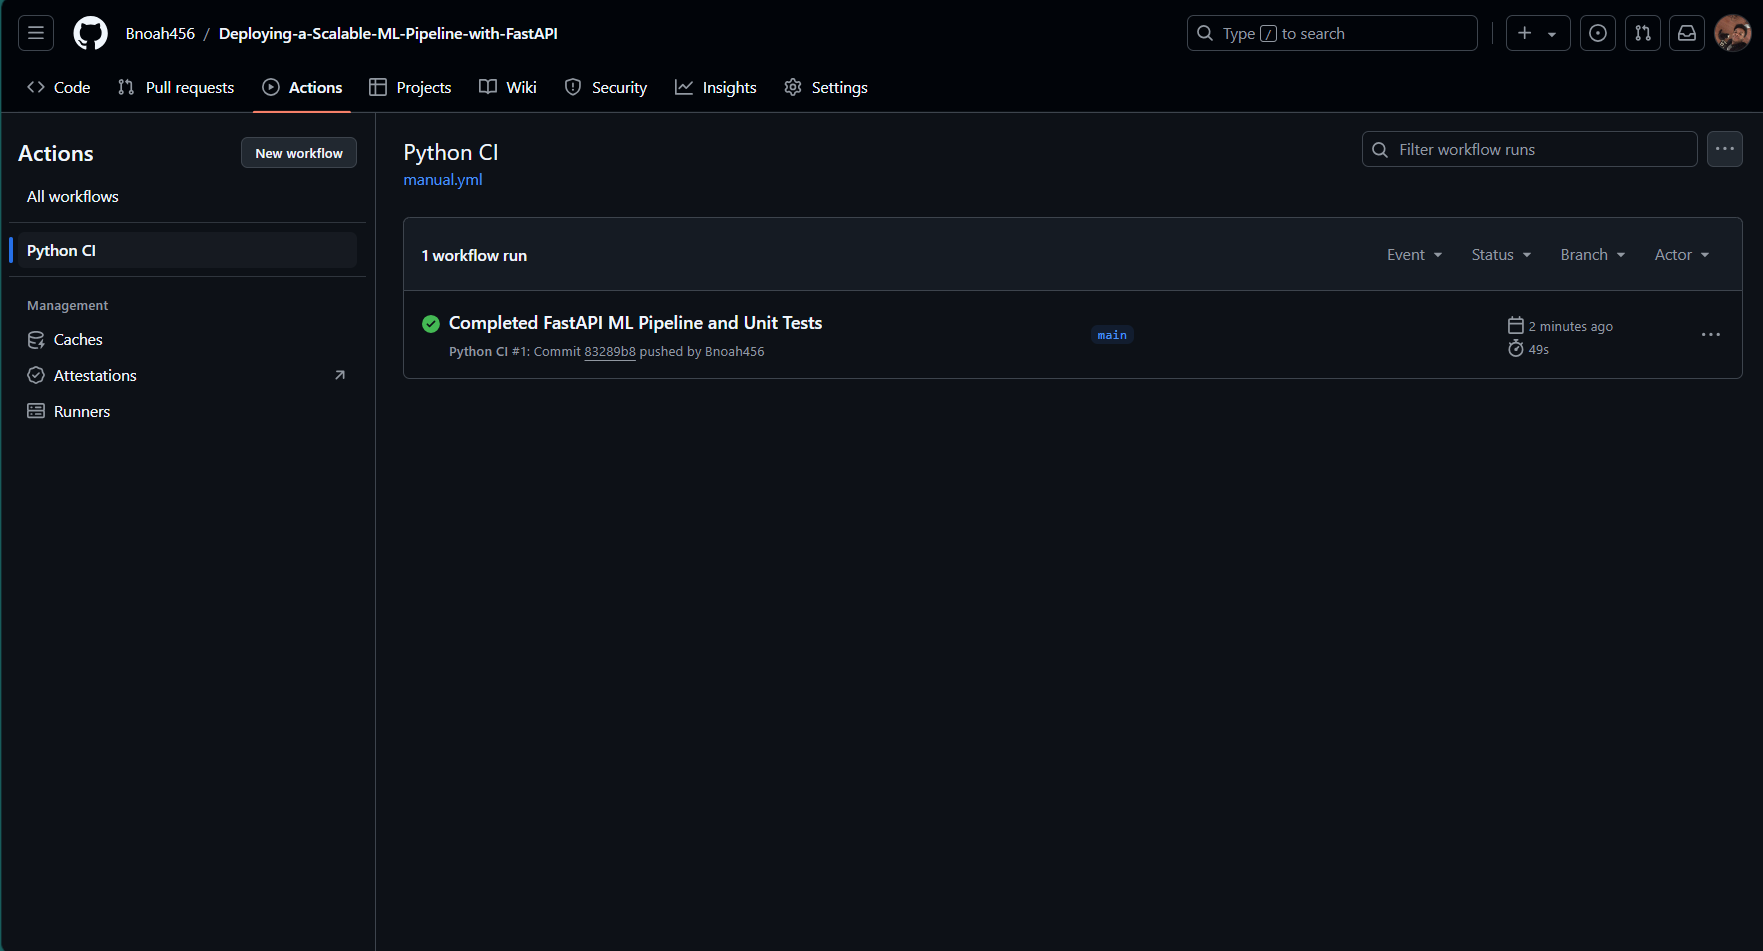 Bnoah456 / Deploying-a-Scalable-ML-Pipeline-with-FastAPI
Type / to search
Code
Pull requests
Actions
Projects
Wiki
Security
Insights
Settings
Actions
New workflow
All workflows
Python CI
Management
Caches
Attestations
Runners
Python CI
manual.yml
Filter workflow runs
1 workflow run
Event
Status
Branch
Actor
Completed FastAPI ML Pipeline and Unit Tests
Python CI #1: Commit 83289b8 pushed by Bnoah456
main
2 minutes ago
49s